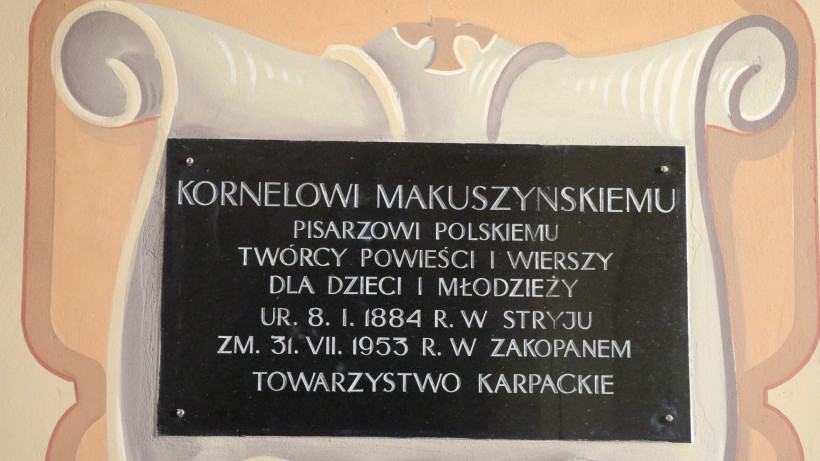 KORNELOWI MAKUSZYNSKIEMU
PISARZOWI POLSKIEMU
TWÓRCY POWIEŚCI I WIERSZY
DLA DZIECI I MŁODZIEŻY
UR. 8. I. 1884 R. W STRYJU
ZM. 31. VII. 1953 R. W ZAKOPANEM
TOWARZYSTWO KARPACKIE